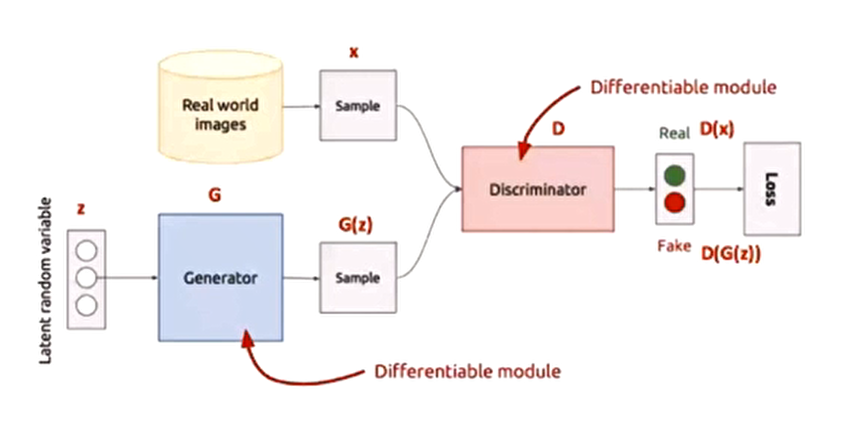 x
Real world
images
Sample
Differentiable module
D
Real D(x)
Discriminator
Loss
Fake D(G(z))
Latent random variable
z
G
Generator
G(z)
Sample
Differentiable module